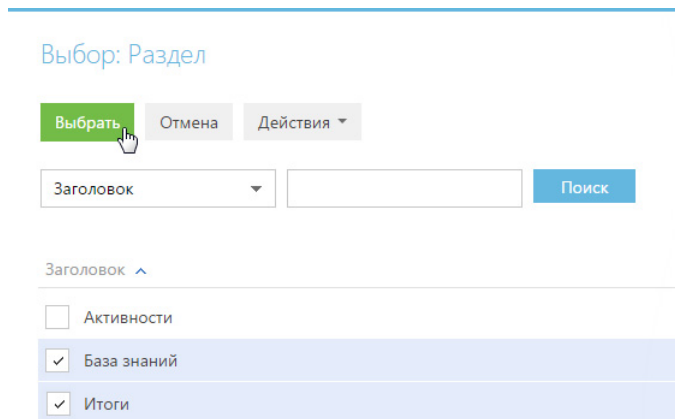 Выбор: Раздел
Выбрать Отмена Действия
Заголовок Поиск
Заголовок
Активности
База знаний
Итоги